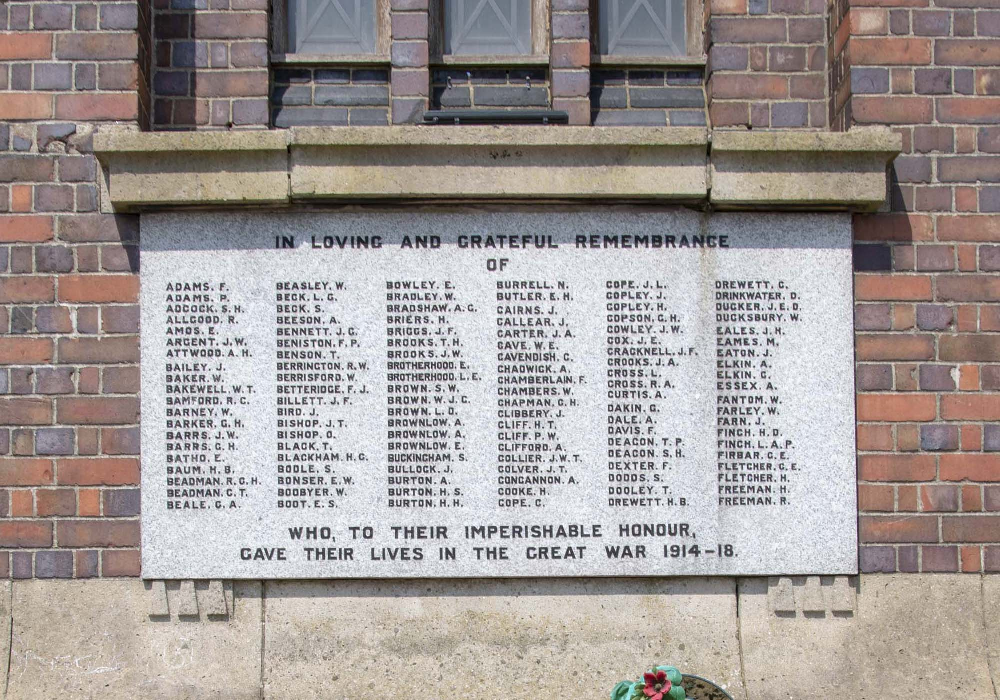 IN LOVING AND GRATEFUL REMEMBRANCE
OF
ADAMS. F.
ADAMS. P.
ADCOCK. S. H.
ALLGOOD. R.
AMOS. E.
ARGENT. J. W.
ATTWOOD. A. H.
BAILEY. J.
BAKER. W.
BAKEWELL. W. T.
BAMFORD. R. C.
BARNEY. W.
BARKER. G. H.
BARRS. J. W.
BARRS. G. H.
BATHO. E.
BAUM. H. B.
BEADMAN. R. G. H.
BEADMAN. C. T.
BEALE. G. A.
BEASLEY. W.
BECK. L. G.
BECK. S.
BEESON. A.
BENNETT. J. G.
BENISTON. F. P.
BENSON. T.
BERRINGTON. R. W.
BERRISFORD. W.
BETTERIDGE. F. J.
BILLETT. J. F.
BIRD. J.
BISHOP. J. T.
BISHOP. O.
BLACK. T.
BLACKHAM. H. G.
BODLE. S.
BONSER. E. W.
BOOBYER. W.
BOOT. E. S.
BOWLEY. E.
BRADLEY. W.
BRADSHAW. A. G.
BRIERS. H.
BRIGGS. J. F.
BROOKS. T. H.
BROOKS. J. W.
BROTHERHOOD. E.
BROTHERHOOD. L. E.
BROWN. S. W.
BROWN. W. J. G.
BROWN. L. O.
BROWNLOW. A.
BROWNLOW. A.
BROWNLOW. E.
BUCKINGHAM. S.
BULLOCK. J.
BURTON. A.
BURTON. H. S.
BURTON. H. H.
BURRELL. N.
BUTLER. E. H.
CAIRNS. J.
CALLEAR. J.
CARTER. J. A.
CAVE. W. E.
CAVENDISH. C.
CHADWICK. A.
CHAMBERLAIN. F.
CHAMBERS. W.
CHAPMAN. G. H.
CLIBBERY. J.
CLIFF. H. T.
CLIFF. P. W.
CLIFFORD. A.
COLLIER. J. W. T.
COLVER. J. T.
CONCANNON. A.
COOKE. H.
COPE. C.
COPE. J. L.
COPLEY. J.
COPLEY. H.
COPSON. G. H.
COWLEY. J. W.
COX. J. E.
CRACKNELL. J. F.
CROOKS. J. A.
CROSS. L.
CROSS. R. A.
CURTIS. A.
DAKIN. G.
DALE. A.
DAVIS. F.
DEACON. T. P.
DEACON. S. H.
DEXTER. F.
DODDS. S.
DOOLEY. T.
DREWETT. H. B.
DREWETT. C.
DRINKWATER. D.
DUCKER. J. E. D.
DUCKSBURY. W.
EALES. J. H.
EAMES. M.
EATON. J.
ELKIN. A.
ELKIN. G.
ESSEX. A.
FANTOM. W.
FARLEY. W.
FARN. J.
FINCH. H. D.
FINCH. L. A. P.
FIRBAR. G. E.
FLETCHER. G. E.
FLETCHER. H.
FREEMAN. H.
FREEMAN. R.
WHO, TO THEIR IMPERISHABLE HONOUR,
GAVE THEIR LIVES IN THE GREAT WAR 1914-18.